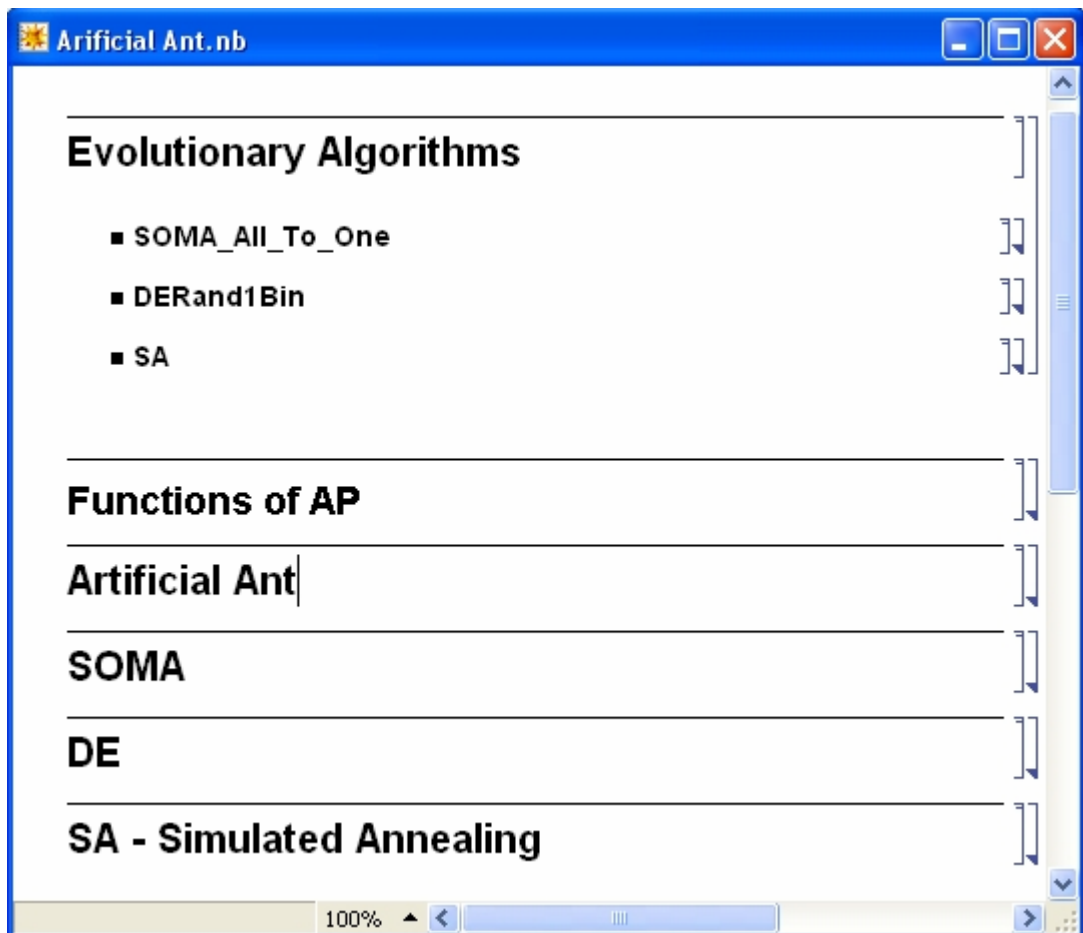 Arificial Ant.nb
Evolutionary Algorithms
SOMA_All_To_One
DERand1Bin
SA
Functions of AP
Artificial Ant
SOMA
DE
SA - Simulated Annealing
100%